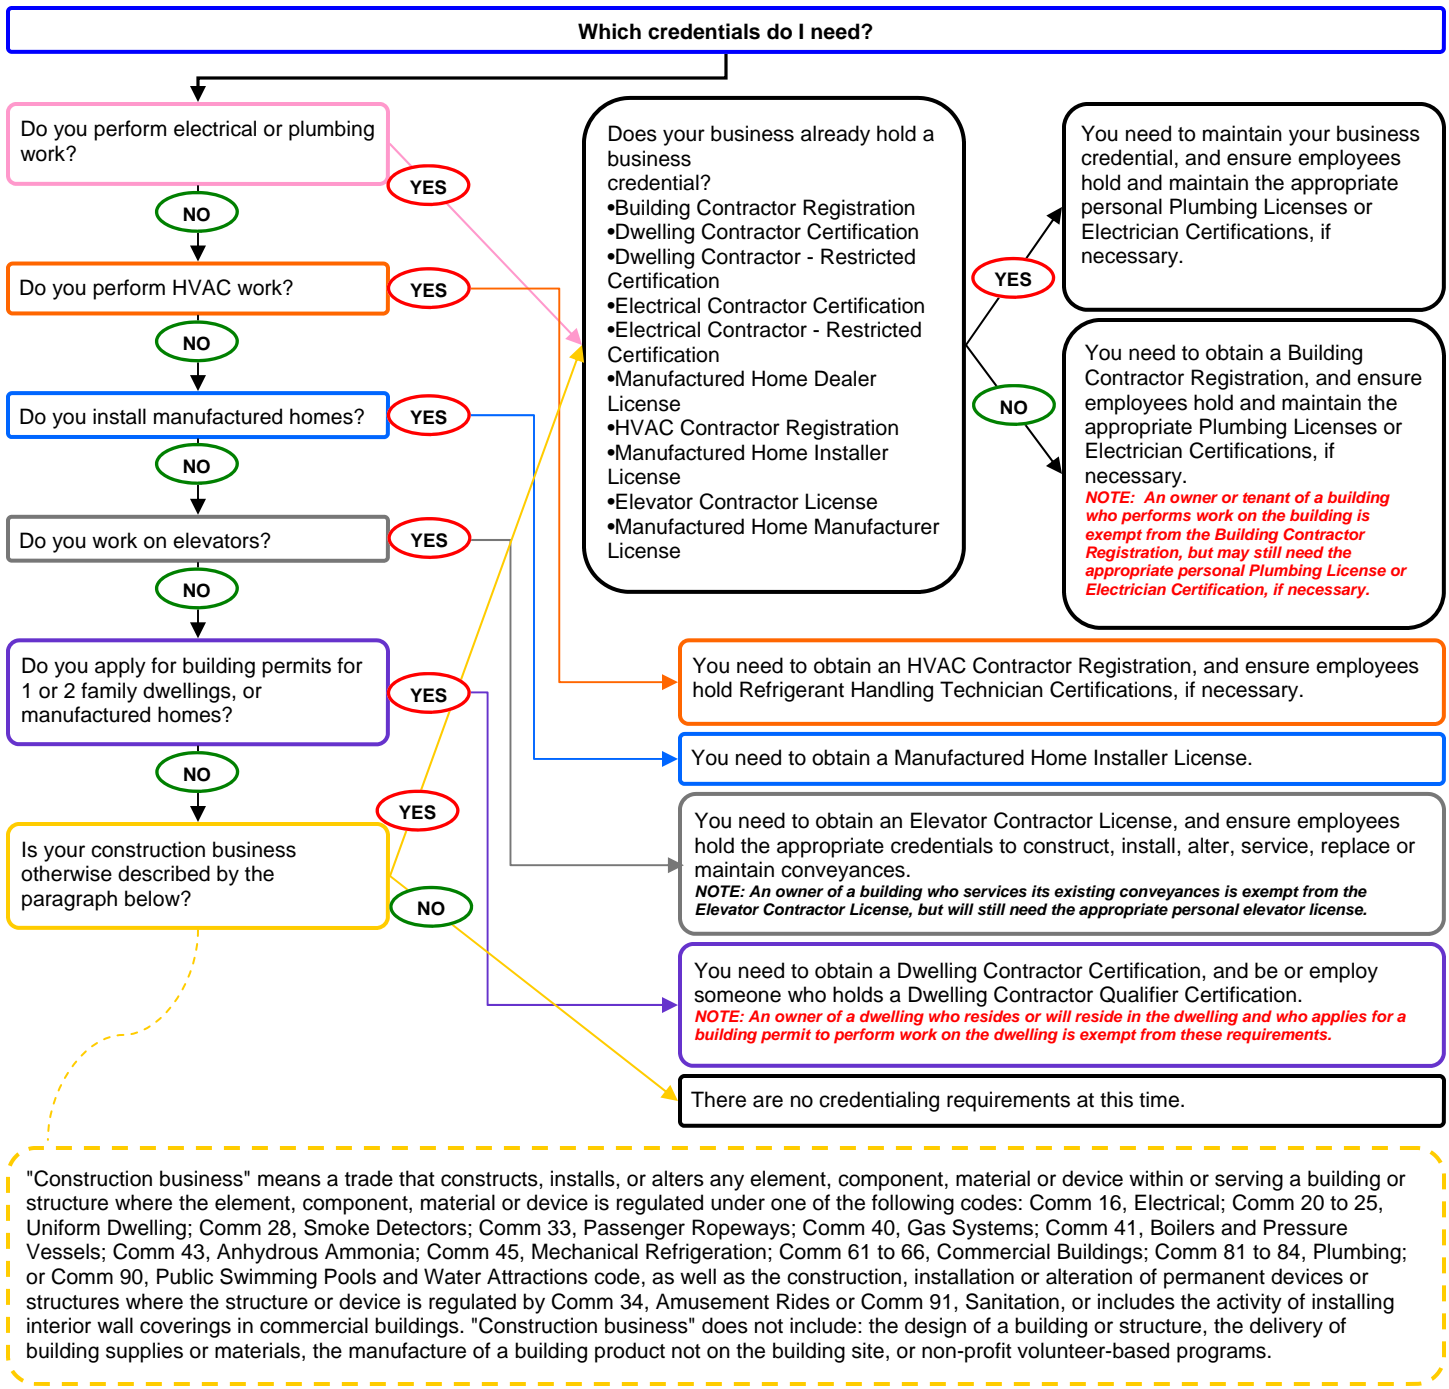 Which credentials do I need?
Do you perform electrical or plumbing
work?
YES
NO
Do you perform HVAC work?
YES
NO
Do you install manufactured homes?
YES
NO
Do you work on elevators?
YES
NO
Do you apply for building permits for
1 or 2 family dwellings, or
manufactured homes?
YES
NO
Is your construction business
otherwise described by the
paragraph below?
YES
NO
Does your business already hold a
business
credential?
•Building Contractor Registration
•Dwelling Contractor Certification
•Dwelling Contractor - Restricted
Certification
•Electrical Contractor Certification
•Electrical Contractor - Restricted
Certification
•Manufactured Home Dealer
License
•HVAC Contractor Registration
•Manufactured Home Installer
License
•Elevator Contractor License
•Manufactured Home Manufacturer
License
YES
NO
You need to maintain your business
credential, and ensure employees
hold and maintain the appropriate
personal Plumbing Licenses or
Electrician Certifications, if
necessary.
You need to obtain a Building
Contractor Registration, and ensure
employees hold and maintain the
appropriate Plumbing Licenses or
Electrician Certifications, if
necessary.
NOTE:  An owner or tenant of a building
who performs work on the building is
exempt from the Building Contractor
Registration, but may still need the
appropriate personal Plumbing License or
Electrician Certification, if necessary.
You need to obtain an HVAC Contractor Registration, and ensure employees
hold Refrigerant Handling Technician Certifications, if necessary.
You need to obtain a Manufactured Home Installer License.
You need to obtain an Elevator Contractor License, and ensure employees
hold the appropriate credentials to construct, install, alter, service, replace or
maintain conveyances.
NOTE: An owner of a building who services its existing conveyances is exempt from the
Elevator Contractor License, but will still need the appropriate personal elevator license.
You need to obtain a Dwelling Contractor Certification, and be or employ
someone who holds a Dwelling Contractor Qualifier Certification.
NOTE: An owner of a dwelling who resides or will reside in the dwelling and who applies for a
building permit to perform work on the dwelling is exempt from these requirements.
There are no credentialing requirements at this time.
"Construction business" means a trade that constructs, installs, or alters any element, component, material or device within or serving a building or
structure where the element, component, material or device is regulated under one of the following codes: Comm 16, Electrical; Comm 20 to 25,
Uniform Dwelling; Comm 28, Smoke Detectors; Comm 33, Passenger Ropeways; Comm 40, Gas Systems; Comm 41, Boilers and Pressure
Vessels; Comm 43, Anhydrous Ammonia; Comm 45, Mechanical Refrigeration; Comm 61 to 66, Commercial Buildings; Comm 81 to 84, Plumbing;
or Comm 90, Public Swimming Pools and Water Attractions code, as well as the construction, installation or alteration of permanent devices or
structures where the structure or device is regulated by Comm 34, Amusement Rides or Comm 91, Sanitation, or includes the activity of installing
interior wall coverings in commercial buildings. "Construction business" does not include: the design of a building or structure, the delivery of
building supplies or materials, the manufacture of a building product not on the building site, or non-profit volunteer-based programs.